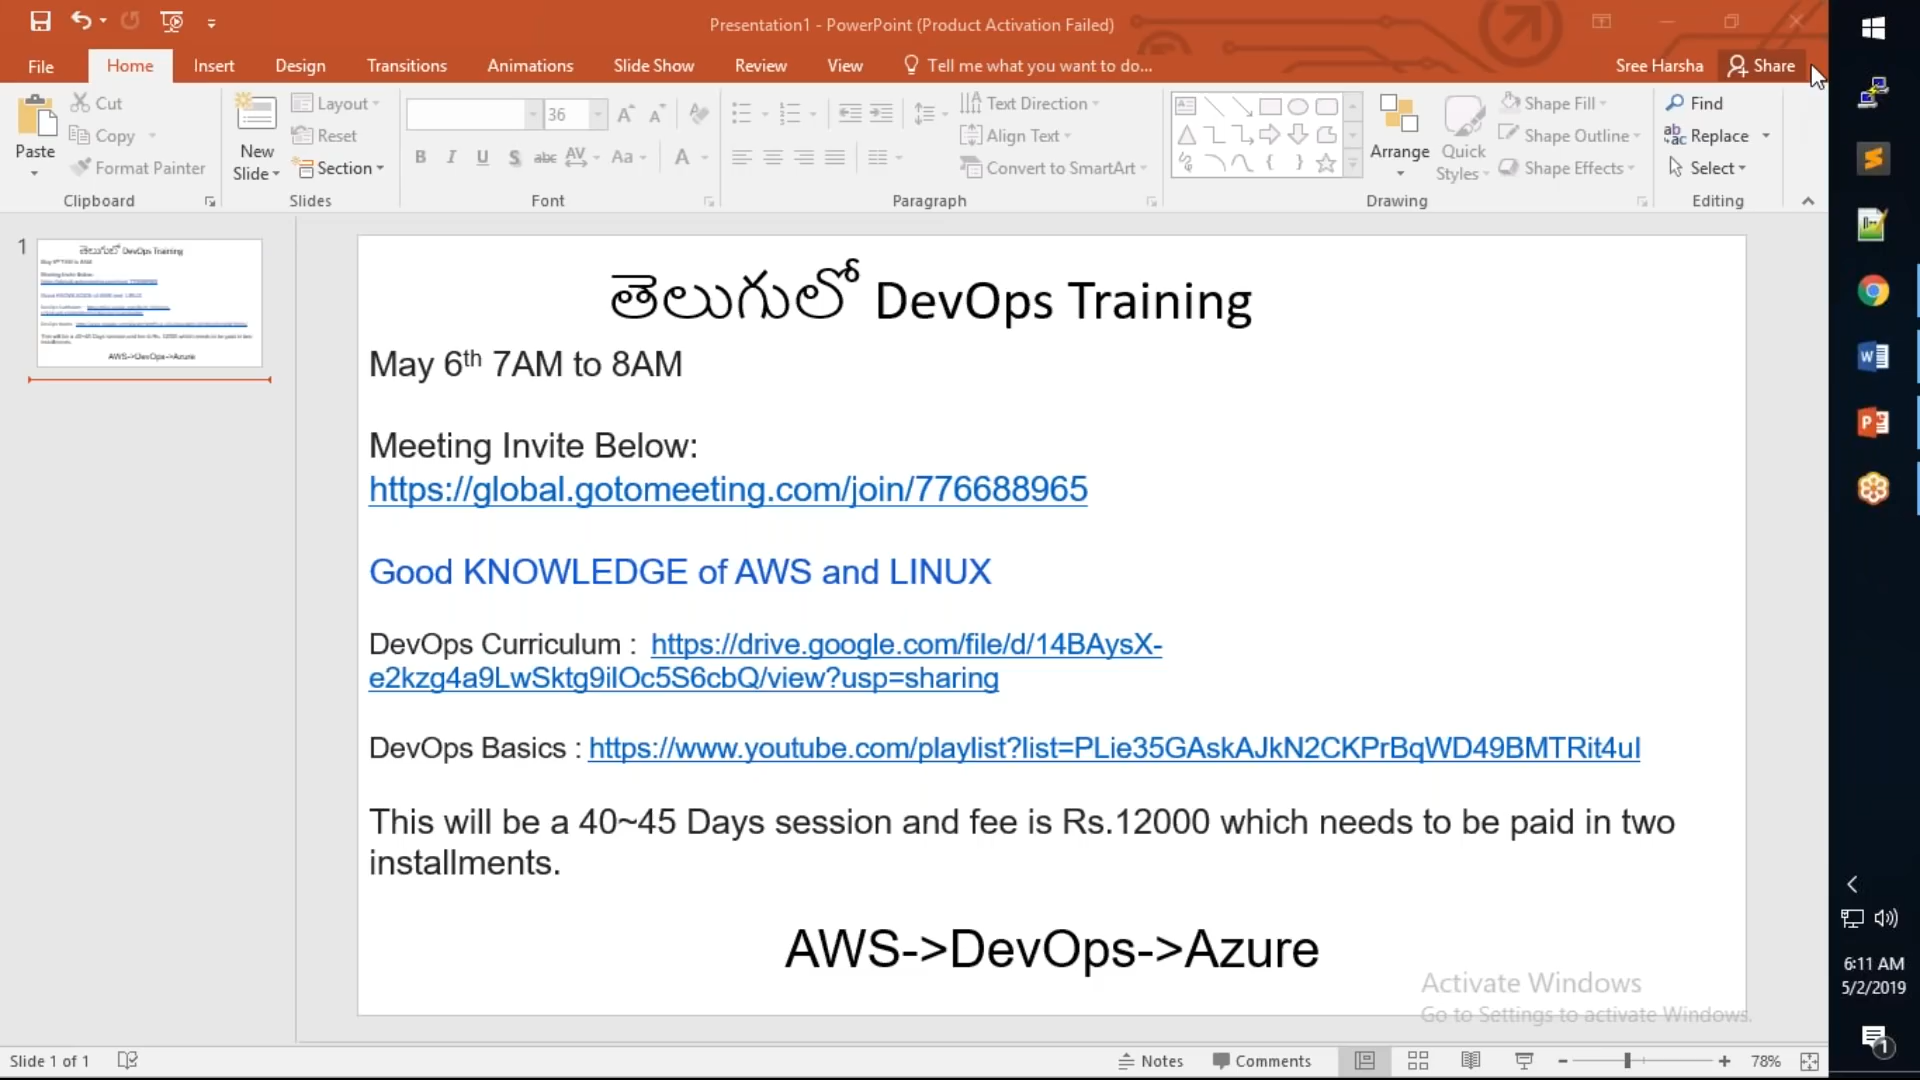 Presentation1 - PowerPoint (Product Activation Failed)
File Home Insert Design Transitions Animations Slide Show Review View Tell me what you want to do... Sree Harsha Share
Paste
Cut
Copy
Format Painter
Clipboard
New Slide
Layout
Reset
Section
Slides
36
B I U S abc AV Aa A
Font
Text Direction
Align Text
Convert to SmartArt
Paragraph
Arrange
Quick Styles
Shape Fill
Shape Outline
Shape Effects
Drawing
Find
Replace
Select
Editing
1
తెలుగులో DevOps Training
May 6th 7AM to 8AM
Meeting Invite Below:
https://global.gotomeeting.com/join/776688965
Good KNOWLEDGE of AWS and LINUX
DevOps Curriculum : https://drive.google.com/file/d/14BAysX-
e2kzg4a9LwSktg9ilOc5S6cbQ/view?usp=sharing
DevOps Basics : https://www.youtube.com/playlist?list=PLie35GAskAJkN2CKPrBqWD49BMTRit4uI
This will be a 40~45 Days session and fee is Rs.12000 which needs to be paid in two
installments.
AWS->DevOps->Azure
Activate Windows
Go to Settings to activate Windows.
6:11 AM
5/2/2019
1
Slide 1 of 1 Notes Comments 78%